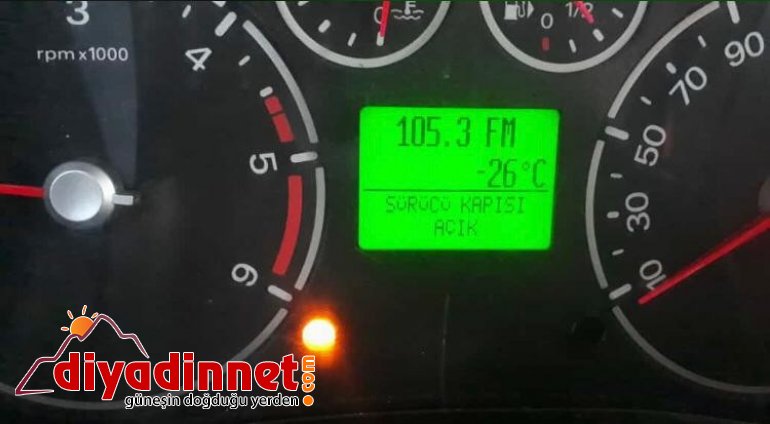 3
rpm x 1000
4
5
6
C
0
1/2
10
30
50
70
90
105.3 FM
-26°C
SÜRÜCÜ KAPISI
AÇIK
diyadinnet.com
güneşin doğduğu yerden